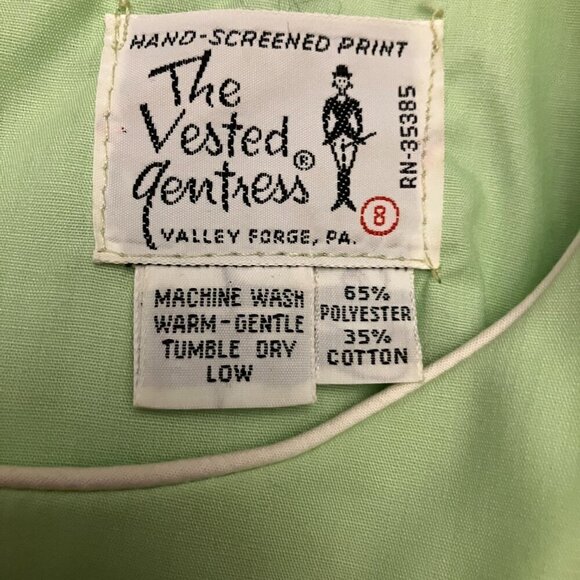 HAND-SCREENED PRINT
The
Vested
Gentress®
VALLEY FORGE, PA.
8
RN-35385
MACHINE WASH
WARM-GENTLE
TUMBLE DRY
LOW
65%
POLYESTER
35%
COTTON